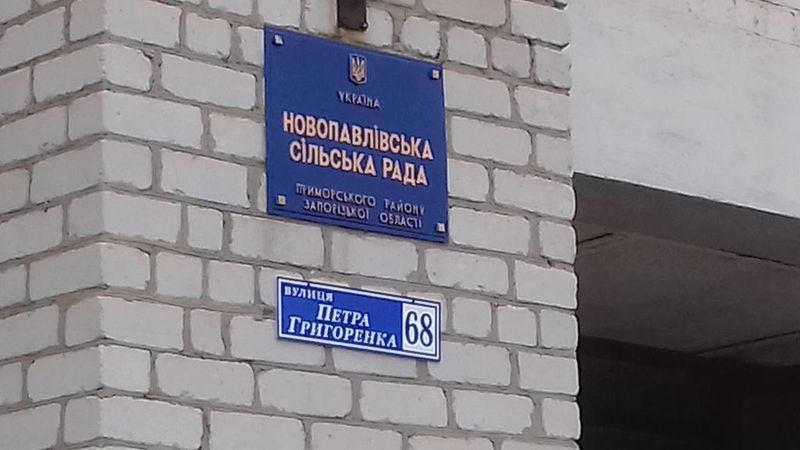 УКРАЇНА
НОВОПАВЛІВСЬКА
СІЛЬСЬКА РАДА
ПРИМОРСЬКОГО РАЙОНУ
ЗАПОРІЗЬКОЇ ОБЛАСТІ
ВУЛИЦЯ
ПЕТРА
ГРИГОРЕНКА 68